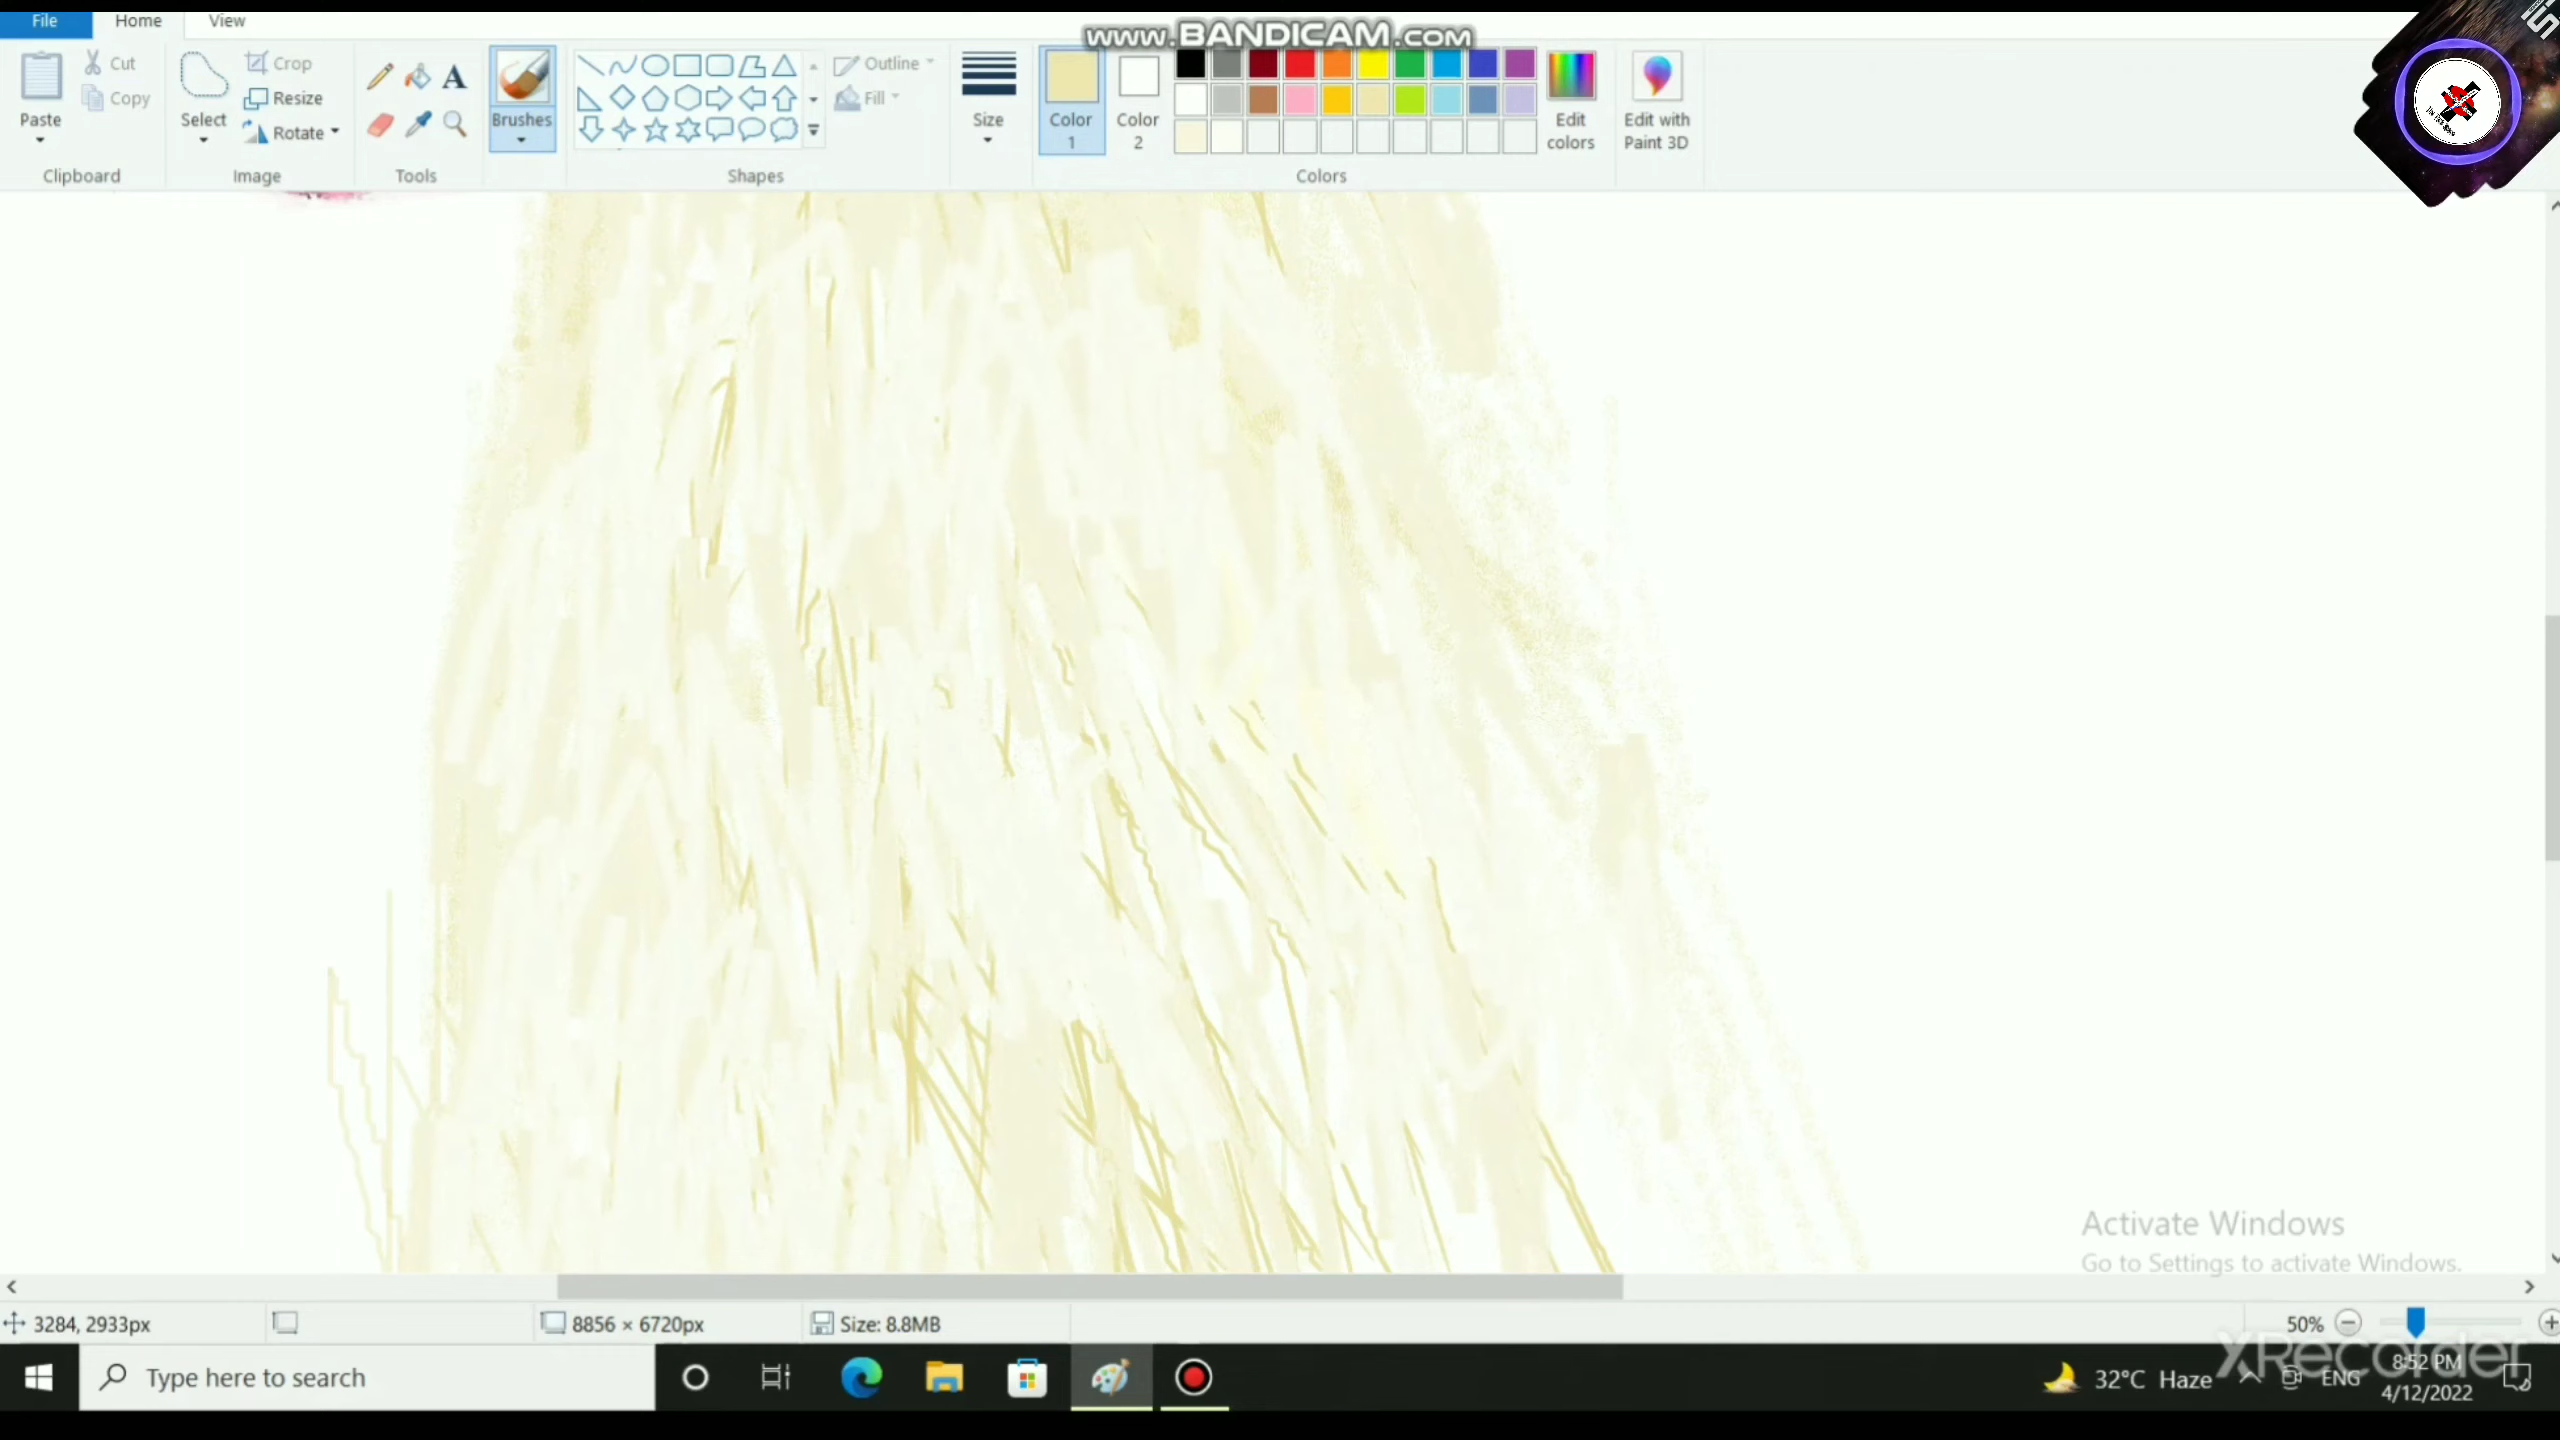 File Home View
www.BANDICAM.com
Cut
Copy
Paste
Clipboard
Select
Crop
Resize
Rotate
Image
A
Tools
Brushes
Shapes
Outline
Fill
Size
Color 1
Color 2
Colors
Edit colors
Edit with Paint 3D
Activate Windows
Go to Settings to activate Windows.
3284, 2933px
8856 × 6720px
Size: 8.8MB
50%
XRecorder
Type here to search
32°C Haze
ENG
8:52 PM
4/12/2022